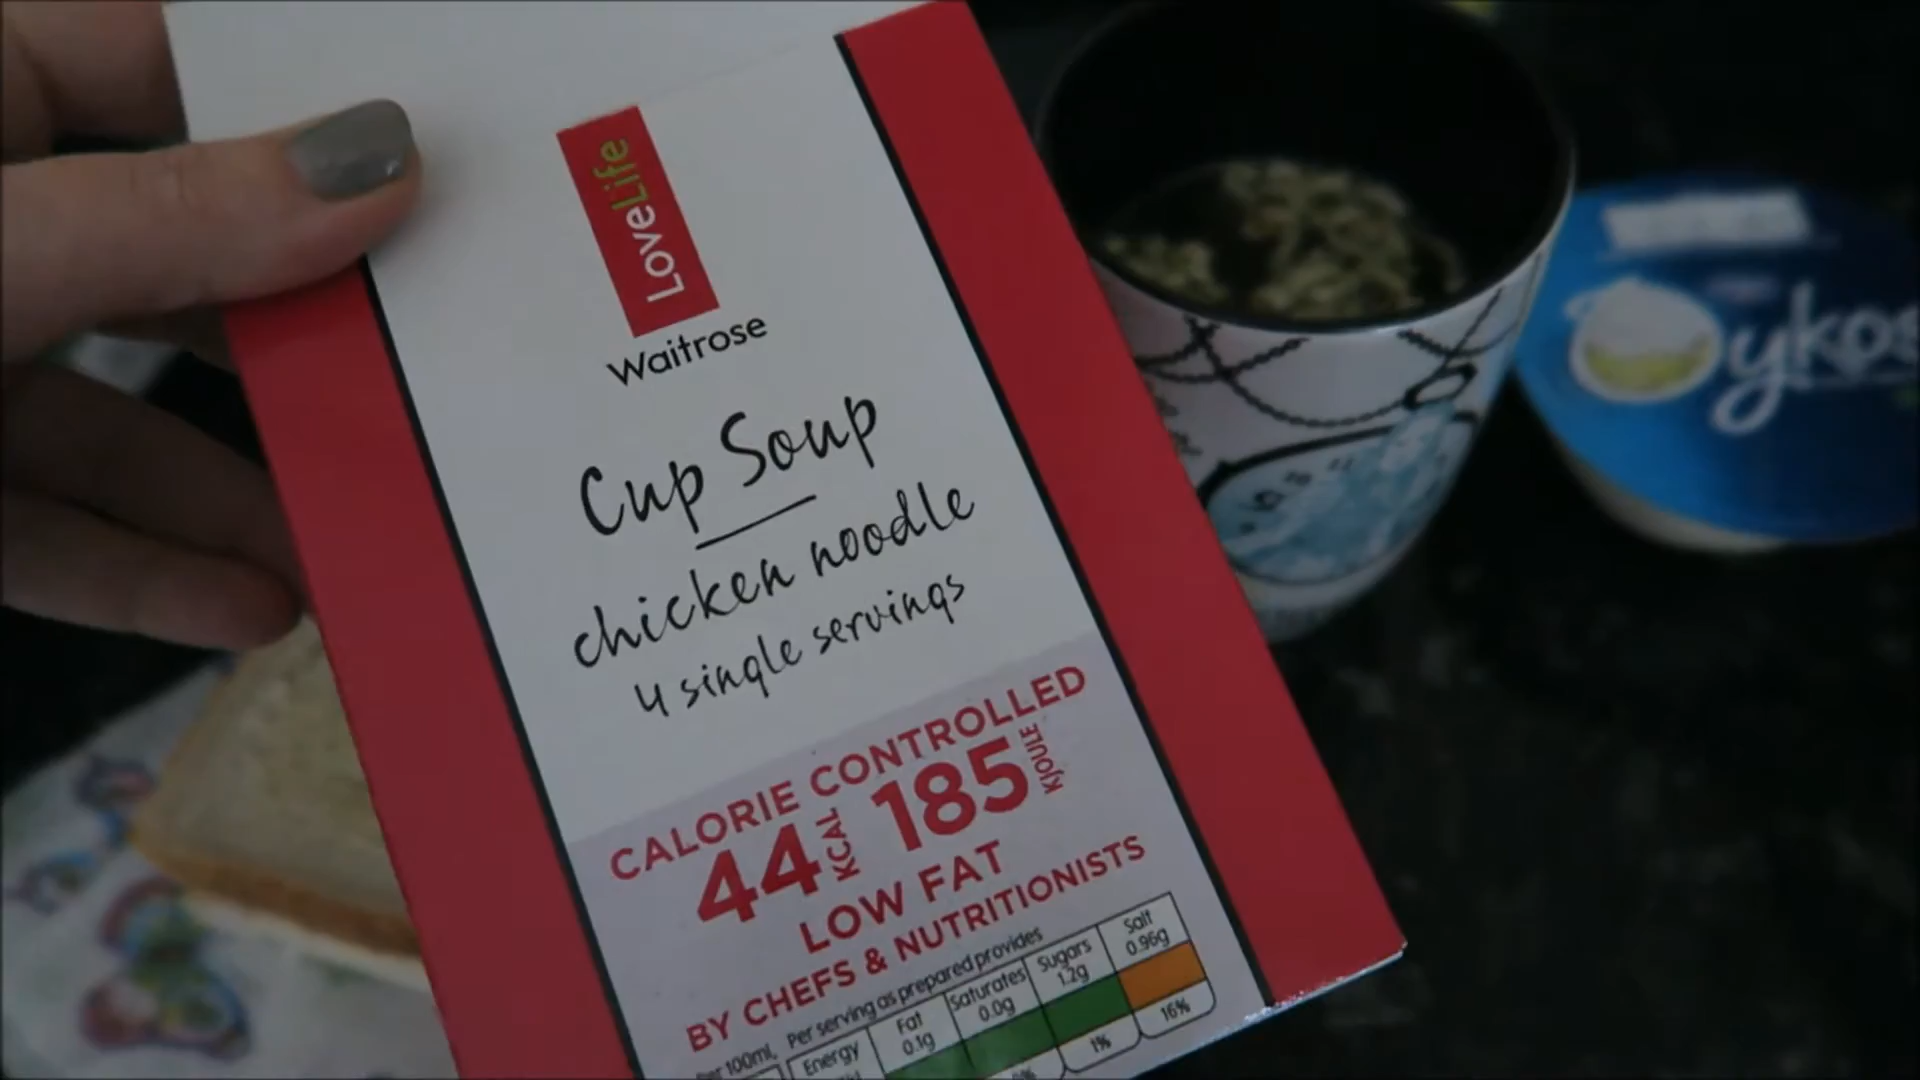 LoveLife
Waitrose
Cup Soup
chicken noodle
4 single servings
CALORIE CONTROLLED
44 KCAL 185 KJOULE
LOW FAT
BY CHEFS & NUTRITIONISTS
Per serving as prepared provides
per 100ml,
Energy
Fat
0.1g
Saturates
0.0g
Sugars
1.2g
Salt
0.96g
1%
16%
oykos